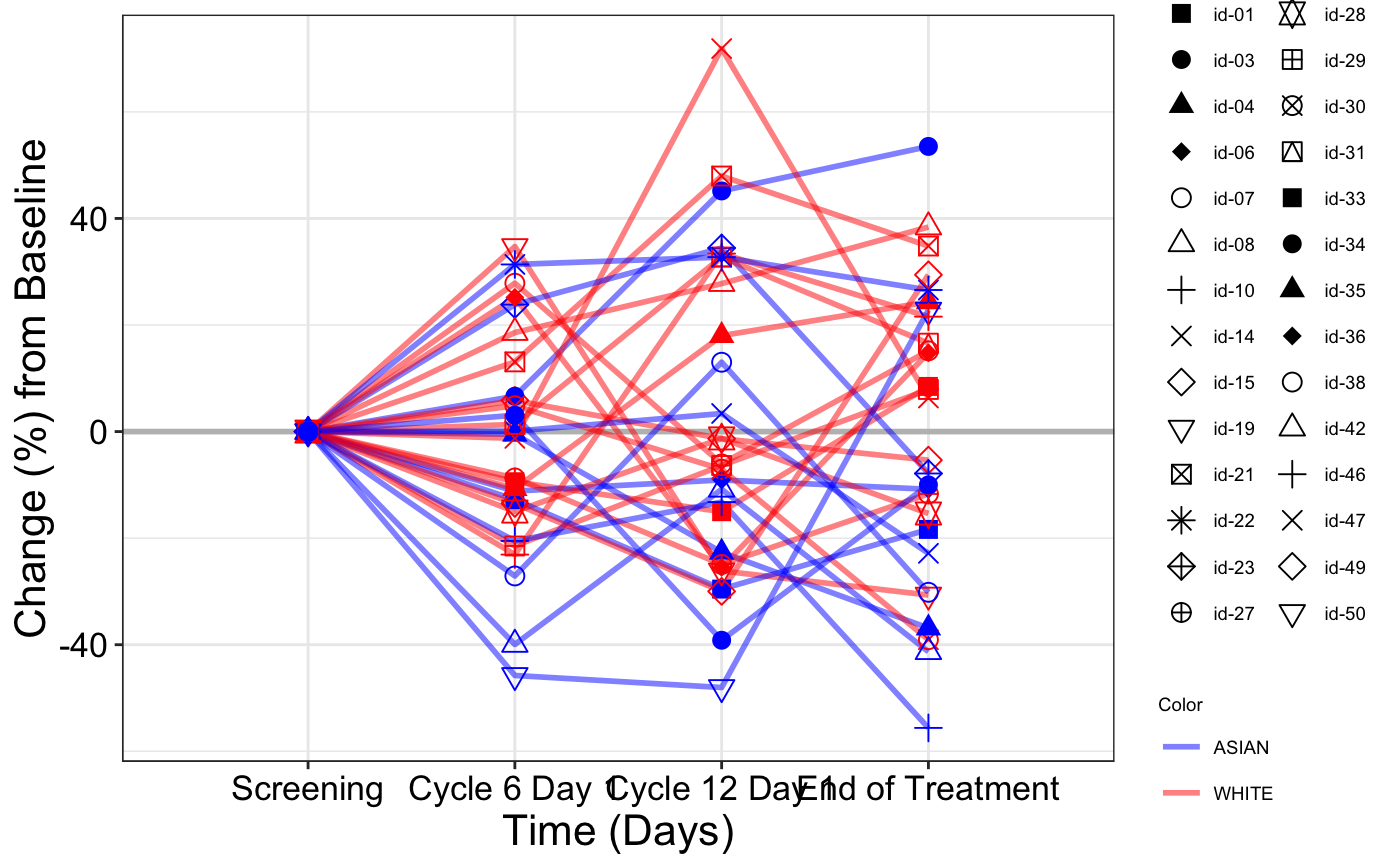 Change (%) from Baseline
40
0
-40
Screening
Cycle 6 Day 1
Cycle 12 Day 1
End of Treatment
Time (Days)
id-01
id-03
id-04
id-06
id-07
id-08
id-10
id-14
id-15
id-19
id-21
id-22
id-23
id-27
id-28
id-29
id-30
id-31
id-33
id-34
id-35
id-36
id-38
id-42
id-46
id-47
id-49
id-50
Color
ASIAN
WHITE